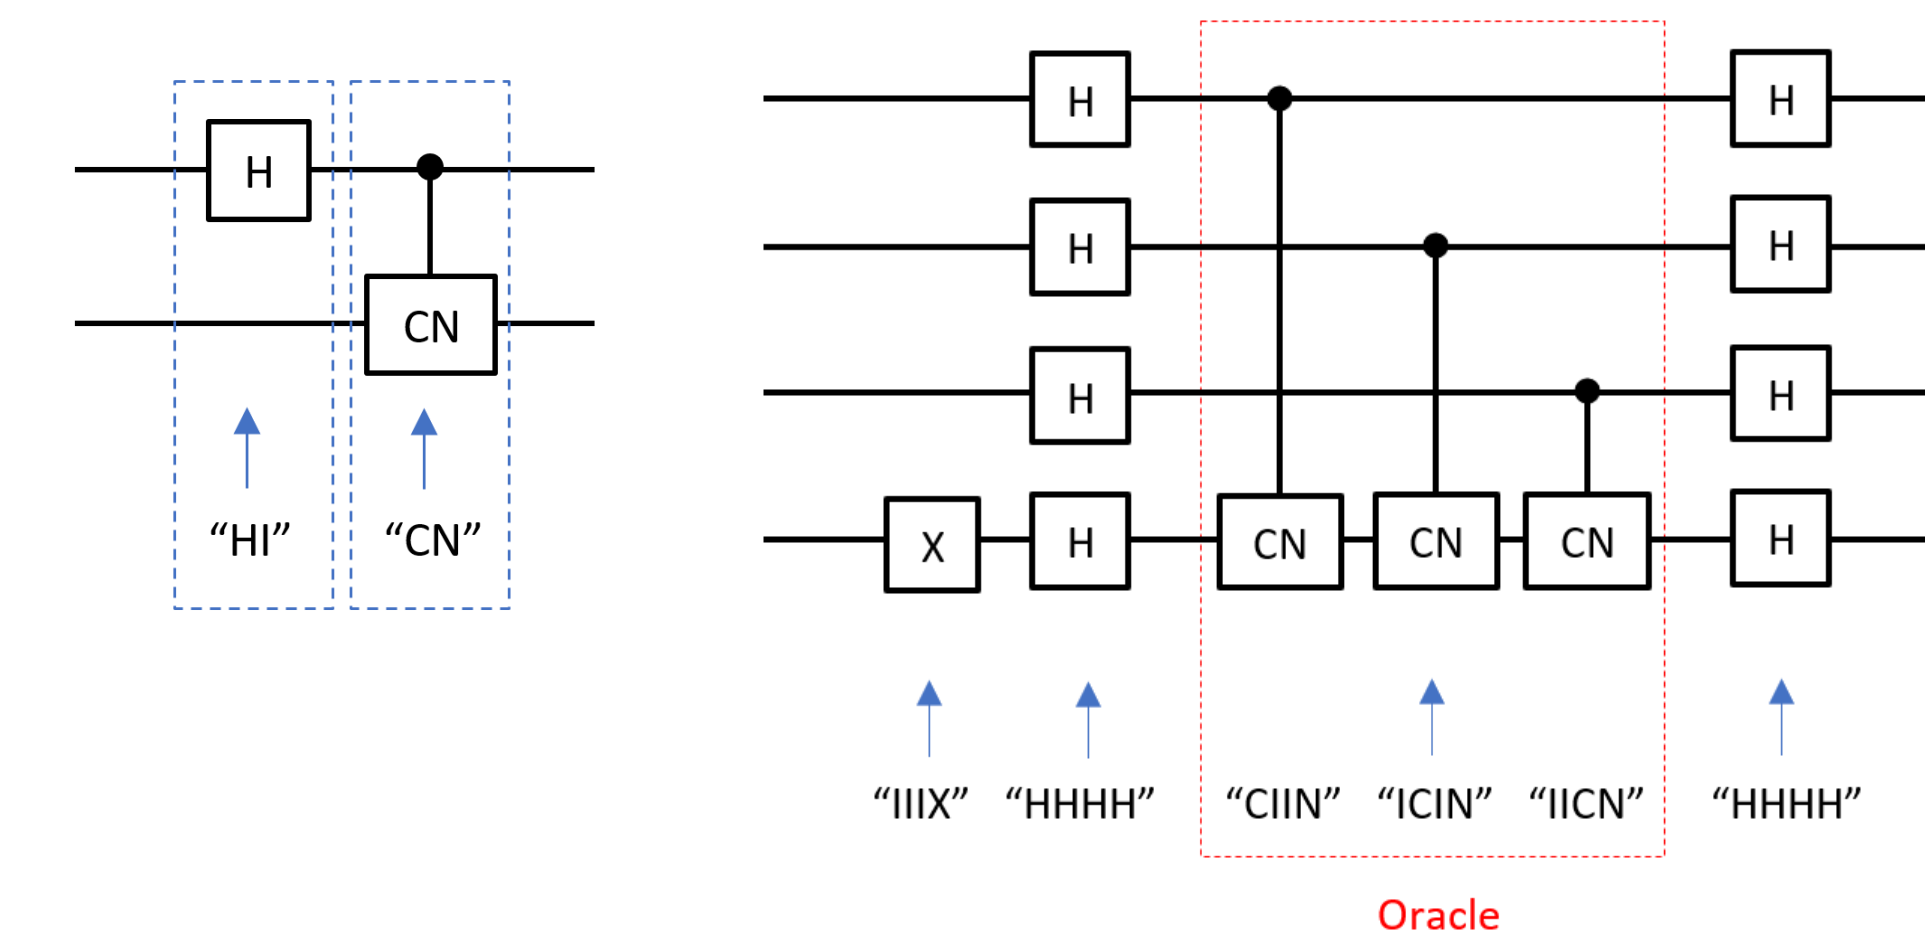 H
CN
“HI” “CN”
H H
H H
H H
X H CN CN CN H
“IIIX” “HHHH” “CIIN” “ICIN” “IICN” “HHHH”
Oracle